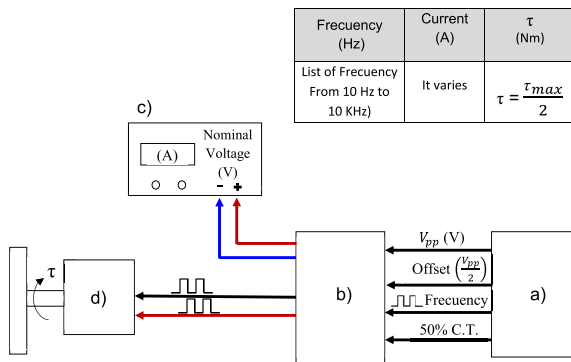 Frecuency
(Hz)
Current
(A)
τ
(Nm)
List of Frecuency
From 10 Hz to
10 KHz)
It varies
τ = τmax/2
c)
Nominal
Voltage
(V)
(A)
- +
Vpp (V)
Offset (Vpp/2)
Frecuency
50% C.T.
a)
b)
d)
τ